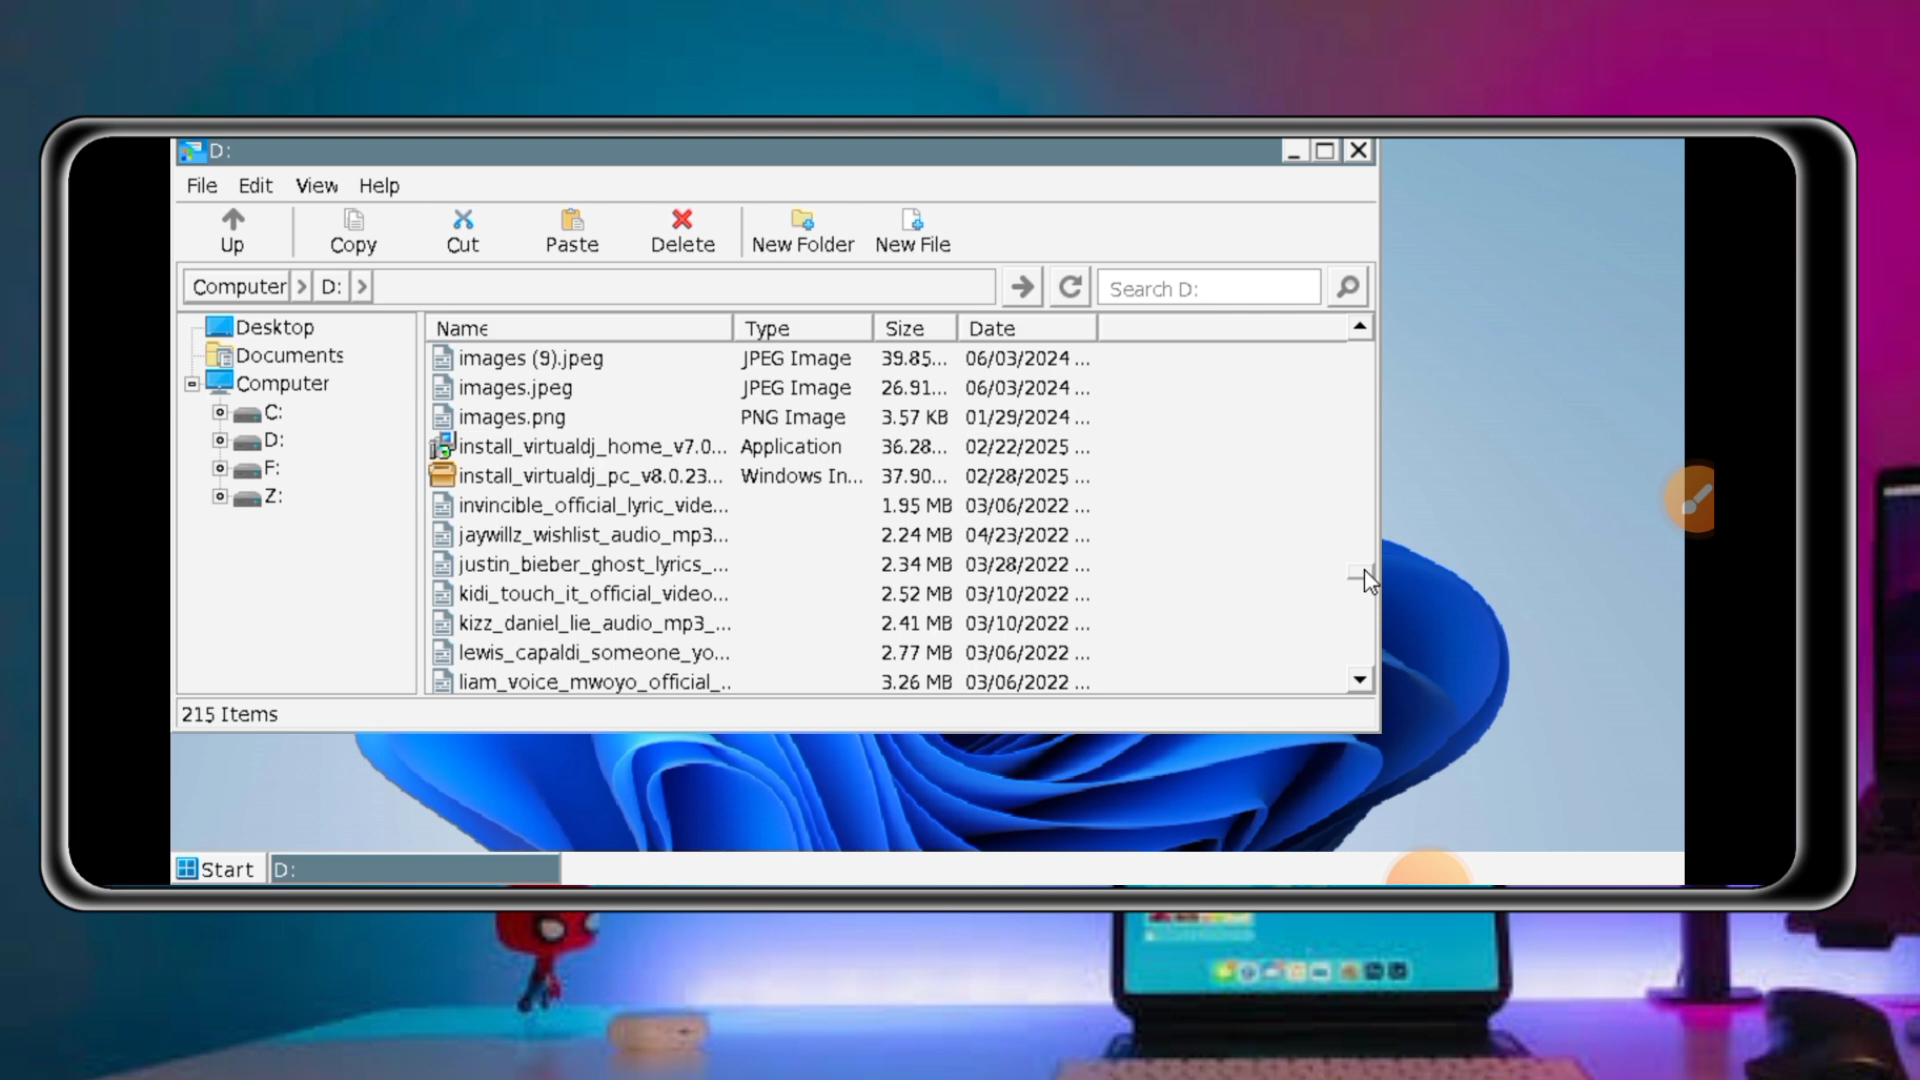 D:
File Edit View Help
Up Copy Cut Paste Delete New Folder New File
Computer D: Search D:
Desktop
Documents
Computer
C:
D:
F:
Z:
Name Type Size Date
images (9).jpeg JPEG Image 39.85... 06/03/2024 ...
images.jpeg JPEG Image 26.91... 06/03/2024 ...
images.png PNG Image 3.57 KB 01/29/2024 ...
install_virtualdj_home_v7.0... Application 36.28... 02/22/2025 ...
install_virtualdj_pc_v8.0.23... Windows In... 37.90... 02/28/2025 ...
invincible_official_lyric_vide... 1.95 MB 03/06/2022 ...
jaywillz_wishlist_audio_mp3... 2.24 MB 04/23/2022 ...
justin_bieber_ghost_lyrics_... 2.34 MB 03/28/2022 ...
kidi_touch_it_official_video... 2.52 MB 03/10/2022 ...
kizz_daniel_lie_audio_mp3_... 2.41 MB 03/10/2022 ...
lewis_capaldi_someone_yo... 2.77 MB 03/06/2022 ...
liam_voice_mwoyo_official_.. 3.26 MB 03/06/2022 ...
215 Items
Start D: